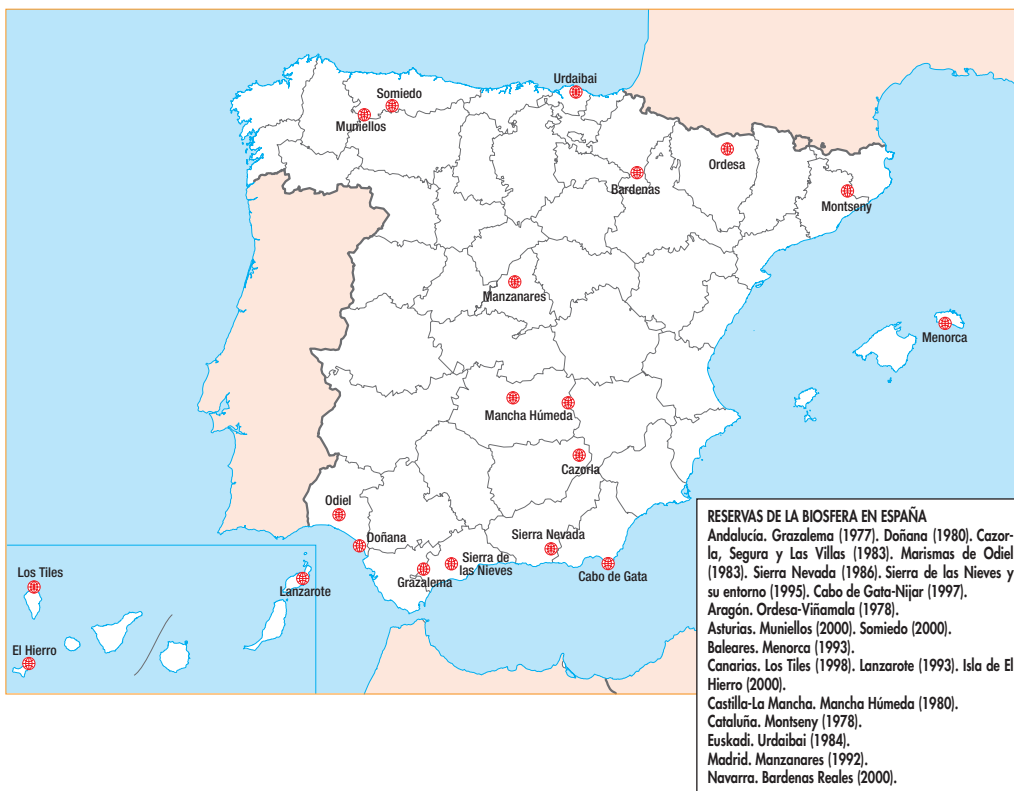 Urdaibai
Somiedo
Muniellos
Ordesa
Bardenas
Montseny
Manzanares
Menorca
Mancha Húmeda
Cazorla
Odiel
Doñana
Sierra Nevada
Sierra de
las Nieves
Grazalema
Cabo de Gata
Los Tiles
Lanzarote
El Hierro
RESERVAS DE LA BIOSFERA EN ESPAÑA
Andalucía. Grazalema (1977). Doñana (1980). Cazor-
la, Segura y Las Villas (1983). Marismas de Odiel
(1983). Sierra Nevada (1986). Sierra de las Nieves y
su entorno (1995). Cabo de Gata-Nijar (1997).
Aragón. Ordesa-Viñamala (1978).
Asturias. Muniellos (2000). Somiedo (2000).
Baleares. Menorca (1993).
Canarias. Los Tiles (1998). Lanzarote (1993). Isla de El
Hierro (2000).
Castilla-La Mancha. Mancha Húmeda (1980).
Cataluña. Montseny (1978).
Euskadi. Urdaibai (1984).
Madrid. Manzanares (1992).
Navarra. Bardenas Reales (2000).